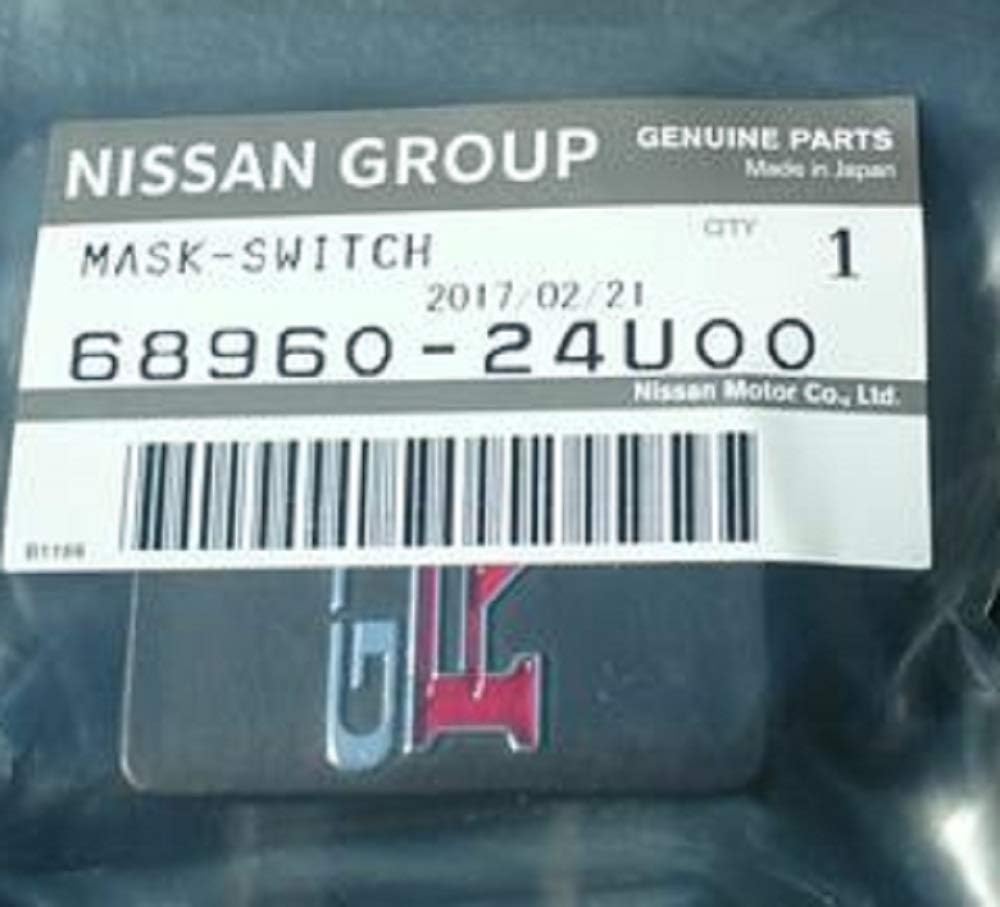 NISSAN GROUP
GENUINE PARTS
Made in Japan
MASK-SWITCH
QTY 1
2017/02/21
68960-24U00
Nissan Motor Co., Ltd.